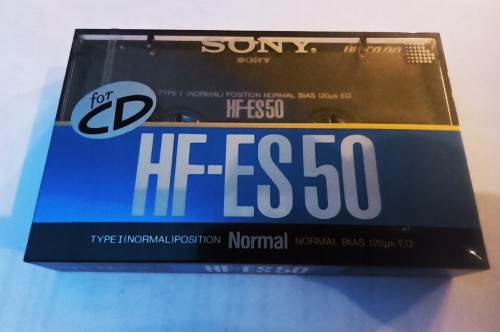 SONY
SONY
for
CD
TYPE I (NORMAL) POSITION NORMAL BIAS 120µs EQ
HF-ES50
HF-ES50
TYPE I (NORMAL) POSITION Normal NORMAL BIAS 120µs EQ
HF-ES50